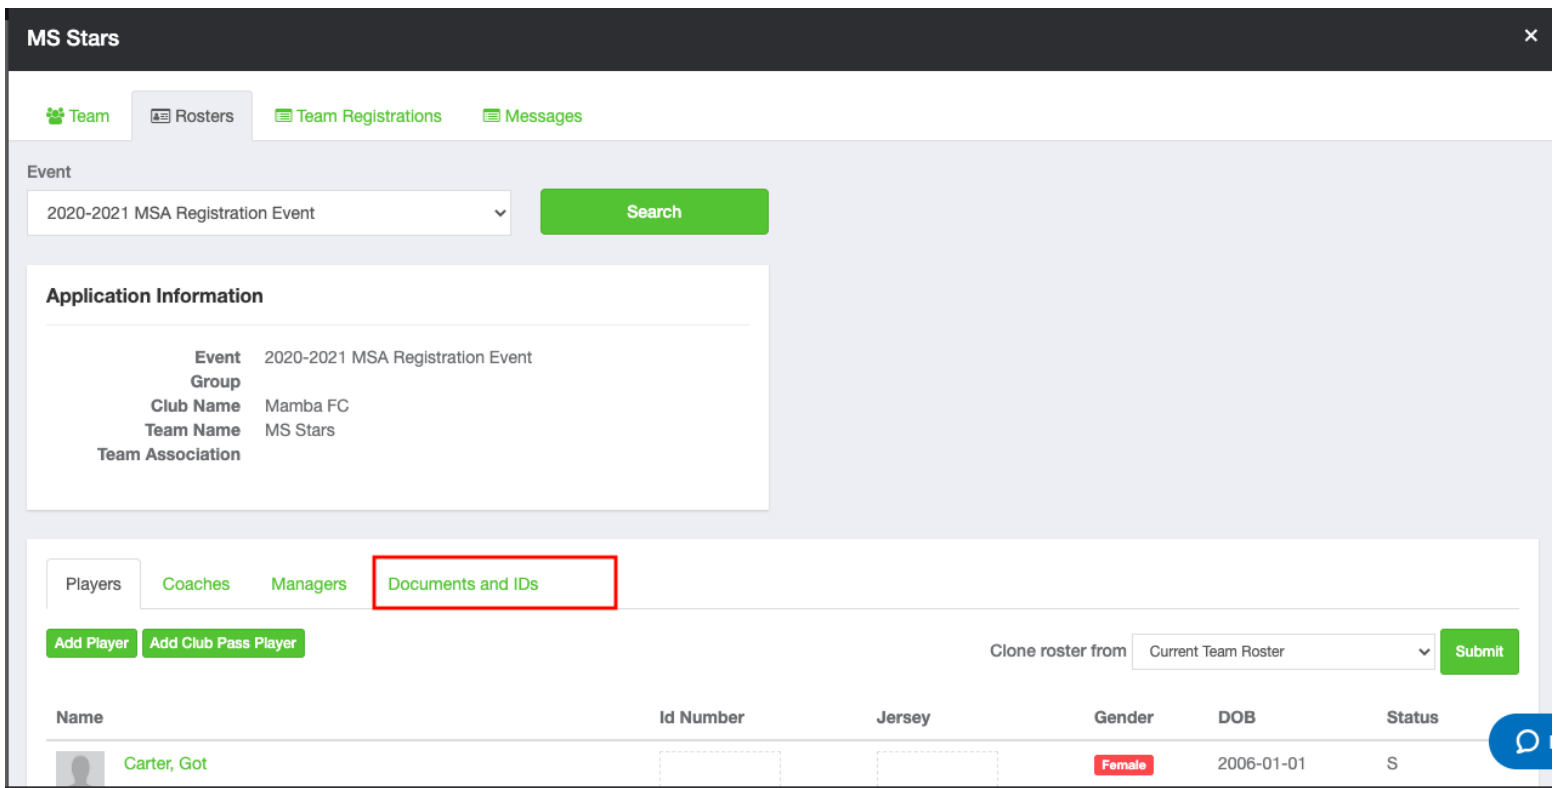 MS Stars ×
Team Rosters Team Registrations Messages
Event
2020-2021 MSA Registration Event Search
Application Information
Event 2020-2021 MSA Registration Event
Group
Club Name Mamba FC
Team Name MS Stars
Team Association
Players Coaches Managers Documents and IDs
Add Player Add Club Pass Player
Clone roster from Current Team Roster Submit
Name Id Number Jersey Gender DOB Status
Carter, Got Female 2006-01-01 S